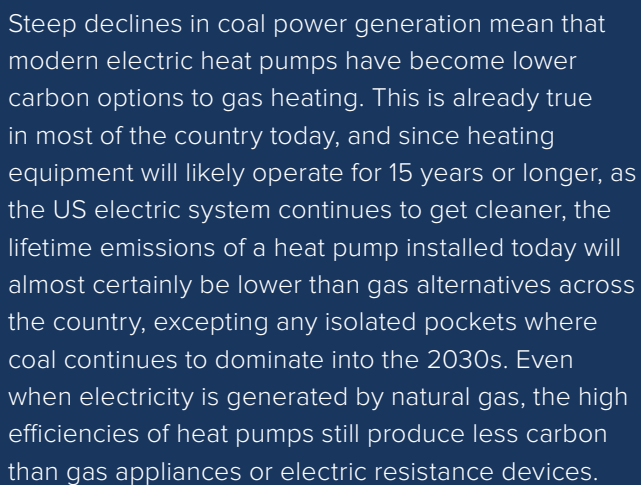 Steep declines in coal power generation mean that
modern electric heat pumps have become lower
carbon options to gas heating. This is already true
in most of the country today, and since heating
equipment will likely operate for 15 years or longer, as
the US electric system continues to get cleaner, the
lifetime emissions of a heat pump installed today will
almost certainly be lower than gas alternatives across
the country, excepting any isolated pockets where
coal continues to dominate into the 2030s. Even
when electricity is generated by natural gas, the high
efficiencies of heat pumps still produce less carbon
than gas appliances or electric resistance devices.